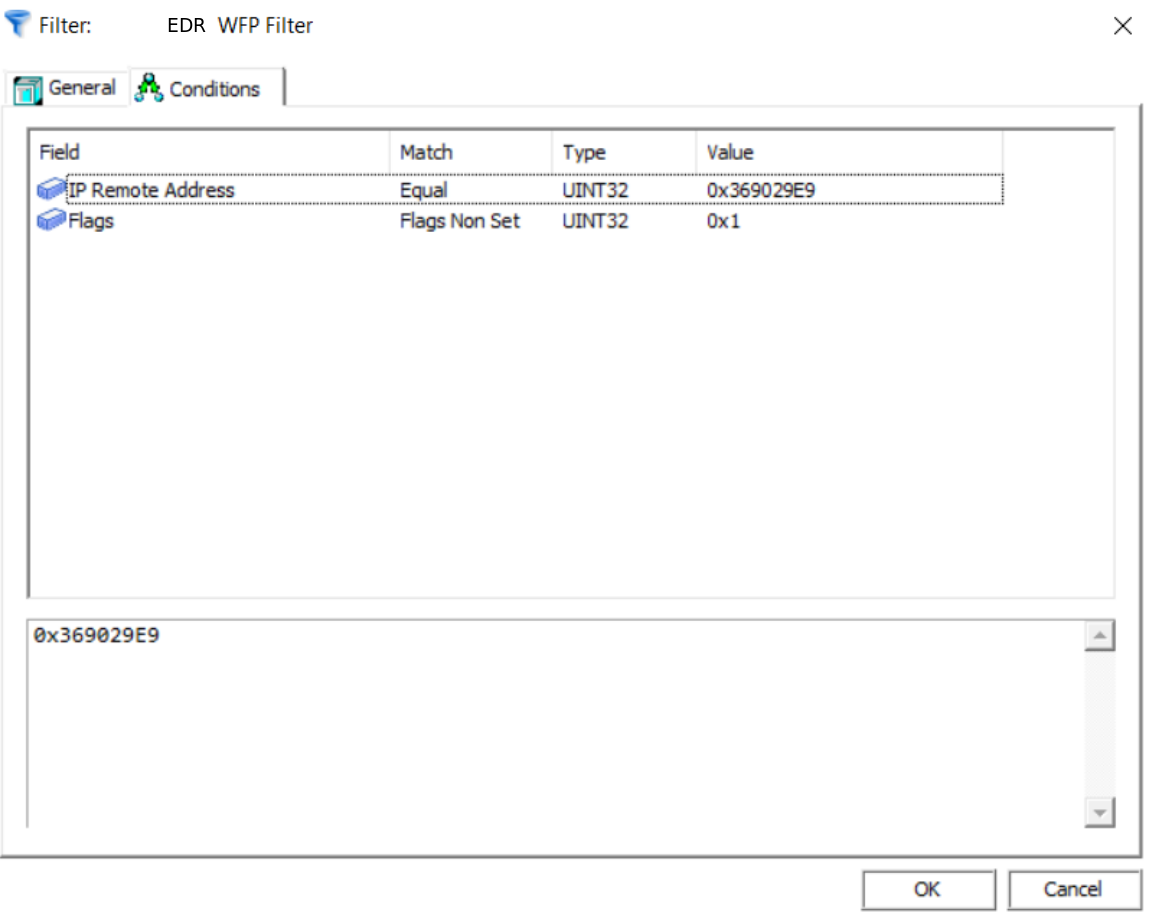 Filter: EDR WFP Filter
General Conditions
Field Match Type Value
IP Remote Address Equal UINT32 0x369029E9
Flags Flags Non Set UINT32 0x1
0x369029E9
OK Cancel